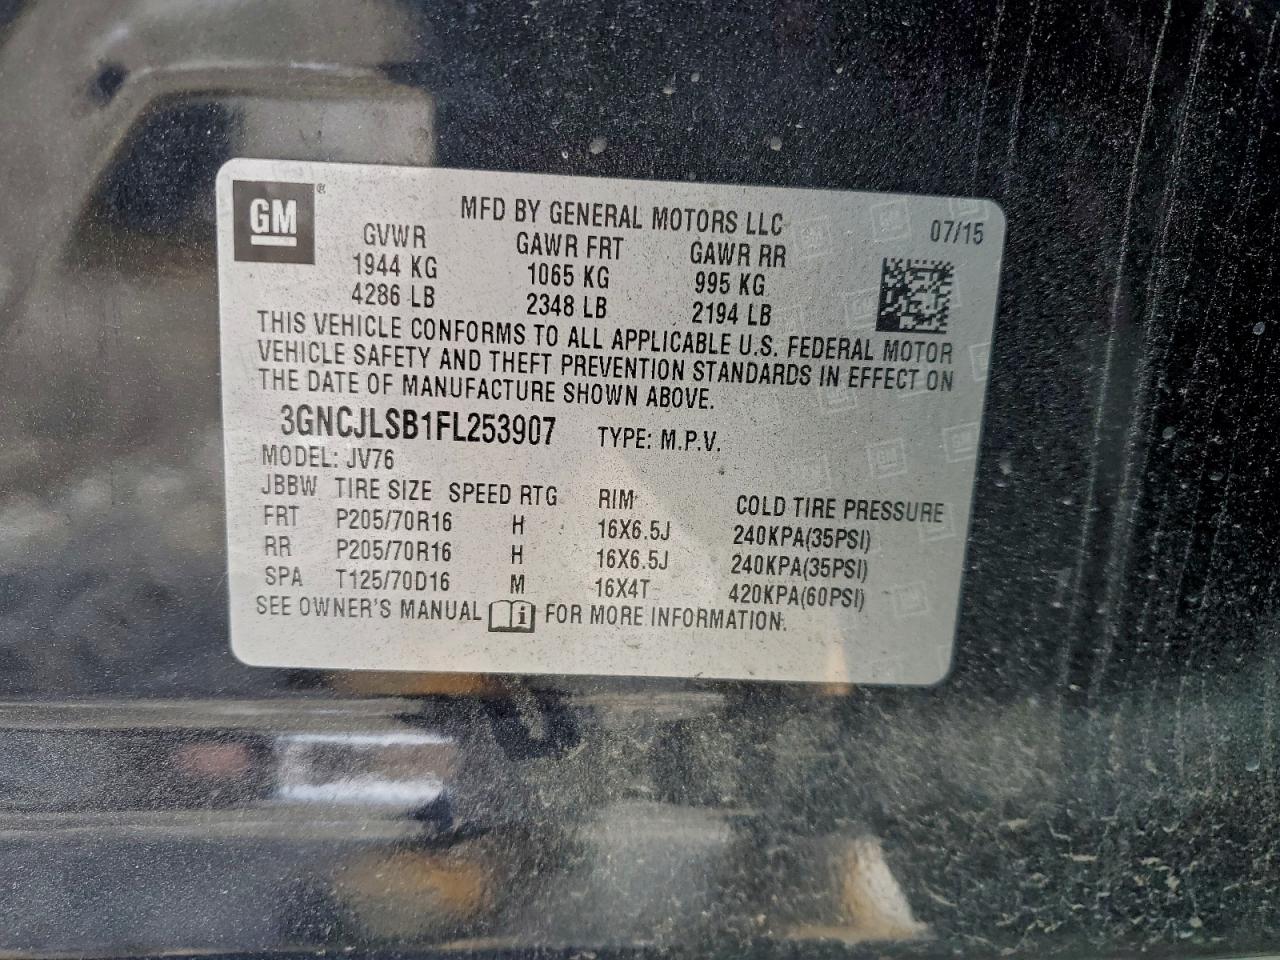 GM ®
MFD BY GENERAL MOTORS LLC 07/15
GVWR GAWR FRT GAWR RR
1944 KG 1065 KG 995 KG
4286 LB 2348 LB 2194 LB
THIS VEHICLE CONFORMS TO ALL APPLICABLE U.S. FEDERAL MOTOR
VEHICLE SAFETY AND THEFT PREVENTION STANDARDS IN EFFECT ON
THE DATE OF MANUFACTURE SHOWN ABOVE.
3GNCJLSB1FL253907 TYPE: M.P.V.
MODEL: JV76
JBBW TIRE SIZE SPEED RTG RIM COLD TIRE PRESSURE
FRT P205/70R16 H 16X6.5J 240KPA(35PSI)
RR P205/70R16 H 16X6.5J 240KPA(35PSI)
SPA T125/70D16 M 16X4T 420KPA(60PSI)
SEE OWNER'S MANUAL i FOR MORE INFORMATION.